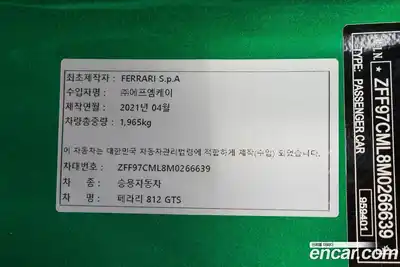 최초제작자 : FERRARI S.p.A
수입자명 : ㈜에프엠케이
제작연월 : 2021년 04월
차량총중량 : 1,965kg
이 자동차는 대한민국 자동차관리법령에 적합하게 제작(수입) 되었습니다.
차대번호 : ZFF97CML8M0266639
차 종 : 승용자동차
차 명 : 페라리 812 GTS
* ZFF97CML8M0266639 *
TYPE: PASSENGER CAR
959401
encar.com